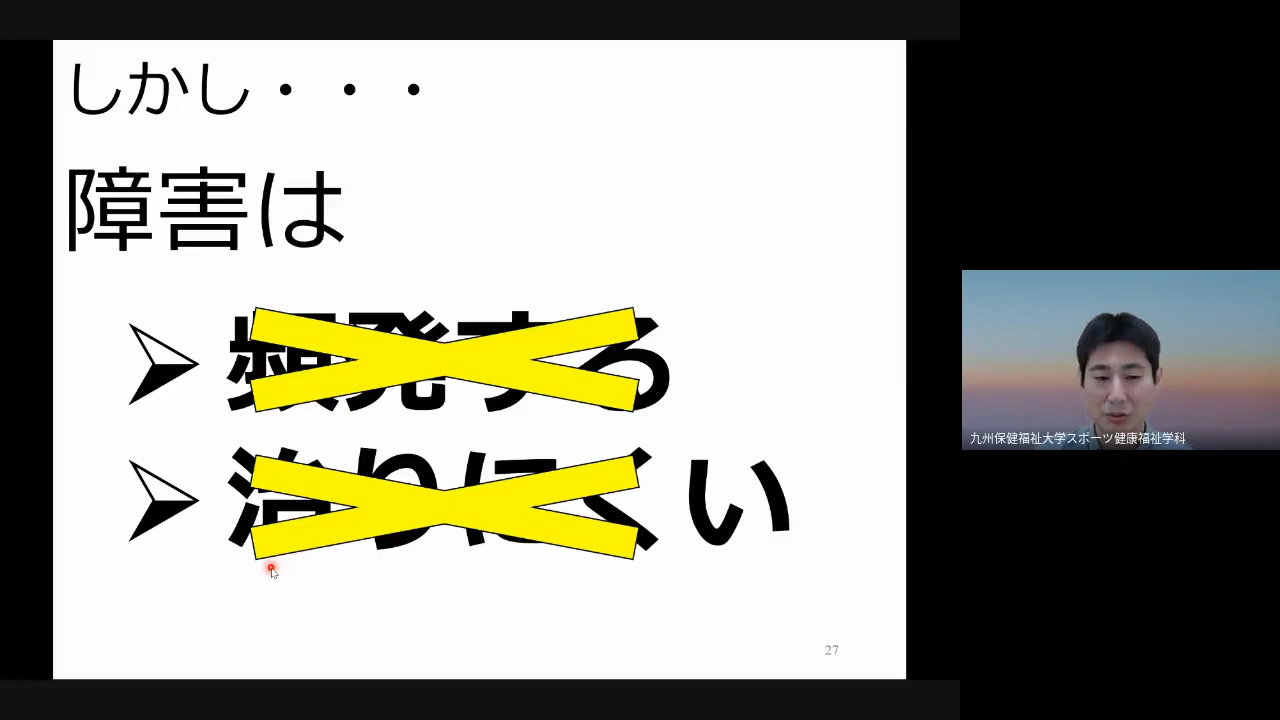 しかし・・・
障害は
頻発する
治りにくい
27
九州保健福祉大学スポーツ健康福祉学科